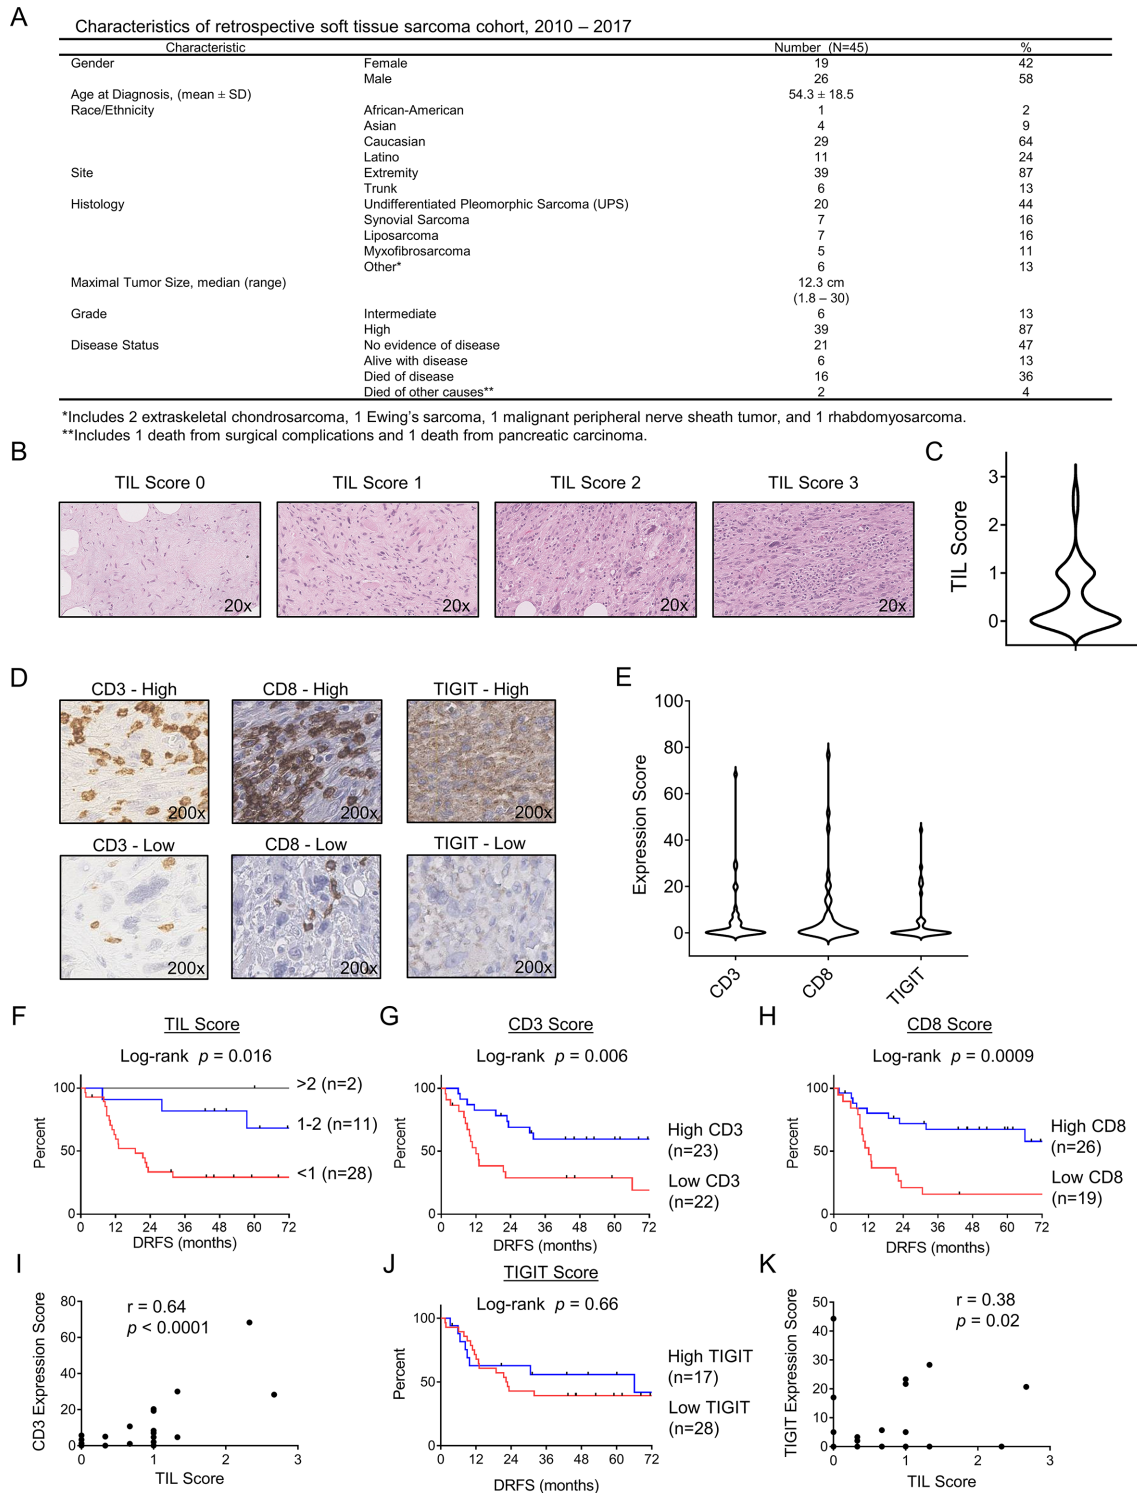 A
Characteristics of retrospective soft tissue sarcoma cohort, 2010 – 2017
Characteristic Number (N=45) %
Gender Female 19 42
Male 26 58
Age at Diagnosis, (mean ± SD) 54.3 ± 18.5
Race/Ethnicity African-American 1 2
Asian 4 9
Caucasian 29 64
Latino 11 24
Site Extremity 39 87
Trunk 6 13
Histology Undifferentiated Pleomorphic Sarcoma (UPS) 20 44
Synovial Sarcoma 7 16
Liposarcoma 7 16
Myxofibrosarcoma 5 11
Other* 6 13
Maximal Tumor Size, median (range) 12.3 cm
(1.8 – 30)
Grade Intermediate 6 13
High 39 87
Disease Status No evidence of disease 21 47
Alive with disease 6 13
Died of disease 16 36
Died of other causes** 2 4
*Includes 2 extraskeletal chondrosarcoma, 1 Ewing's sarcoma, 1 malignant peripheral nerve sheath tumor, and 1 rhabdomyosarcoma.
**Includes 1 death from surgical complications and 1 death from pancreatic carcinoma.
B
TIL Score 0 TIL Score 1 TIL Score 2 TIL Score 3
20x 20x 20x 20x
C
TIL Score
3
2
1
0
D
CD3 - High CD8 - High TIGIT - High
200x 200x 200x
CD3 - Low CD8 - Low TIGIT - Low
200x 200x 200x
E
Expression Score
100
80
60
40
20
0
CD3 CD8 TIGIT
F
TIL Score
Log-rank p = 0.016
Percent
100
50
0
>2 (n=2)
1-2 (n=11)
<1 (n=28)
0 12 24 36 48 60 72
DRFS (months)
G
CD3 Score
Log-rank p = 0.006
Percent
100
50
0
High CD3
(n=23)
Low CD3
(n=22)
0 12 24 36 48 60 72
DRFS (months)
H
CD8 Score
Log-rank p = 0.0009
Percent
100
50
0
High CD8
(n=26)
Low CD8
(n=19)
0 12 24 36 48 60 72
DRFS (months)
I
r = 0.64
p < 0.0001
CD3 Expression Score
80
60
40
20
0
0 1 2 3
TIL Score
J
TIGIT Score
Log-rank p = 0.66
Percent
100
50
0
High TIGIT
(n=17)
Low TIGIT
(n=28)
0 12 24 36 48 60 72
DRFS (months)
K
r = 0.38
p = 0.02
TIGIT Expression Score
50
40
30
20
10
0
0 1 2 3
TIL Score